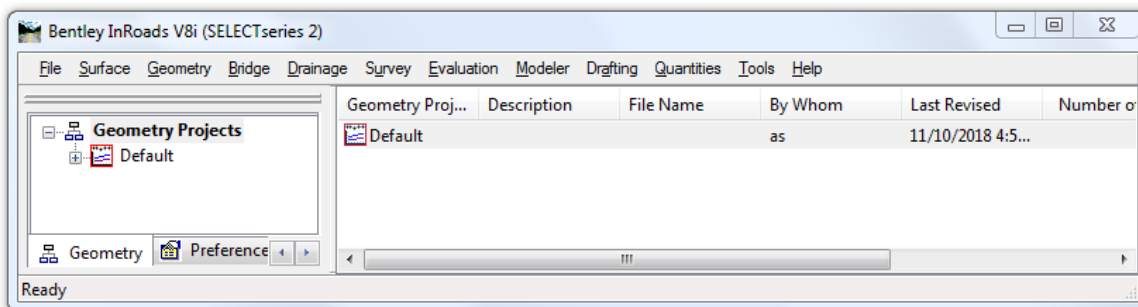 Bentley InRoads V8i (SELECTseries 2)
File Surface Geometry Bridge Drainage Survey Evaluation Modeler Drafting Quantities Tools Help
Geometry Proj... Description File Name By Whom Last Revised Number o
Geometry Projects
Default
Default as 11/10/2018 4:5...
Geometry Preference
Ready